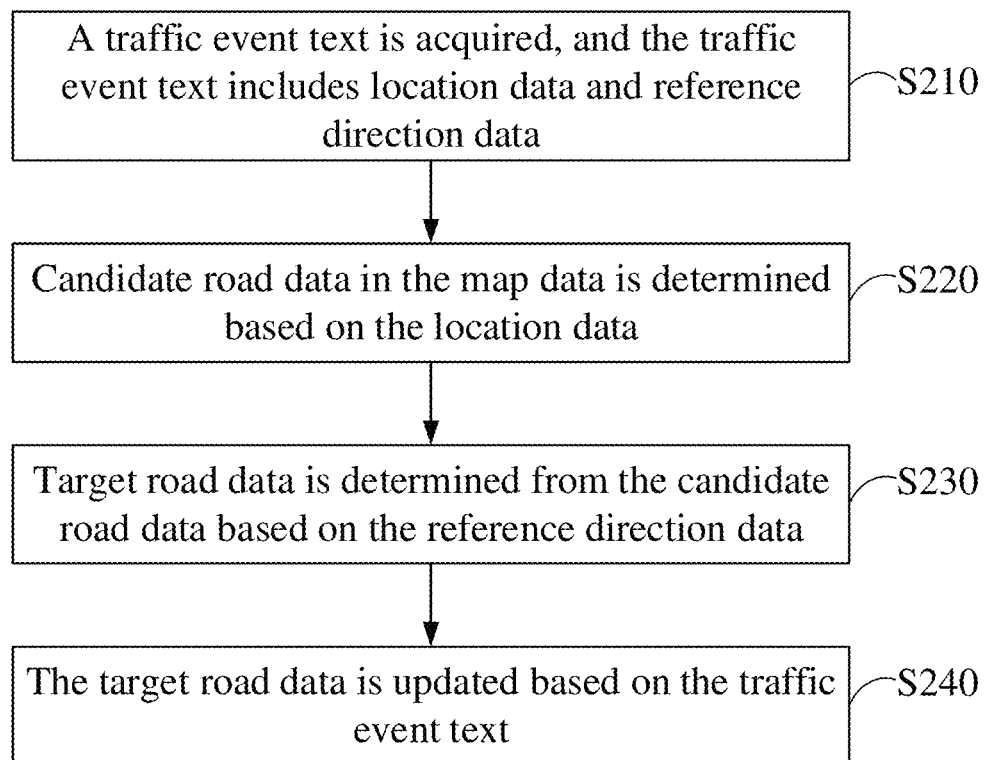 A traffic event text is acquired, and the traffic
event text includes location data and reference
direction data
S210
Candidate road data in the map data is determined
based on the location data
S220
Target road data is determined from the candidate
road data based on the reference direction data
S230
The target road data is updated based on the traffic
event text
S240